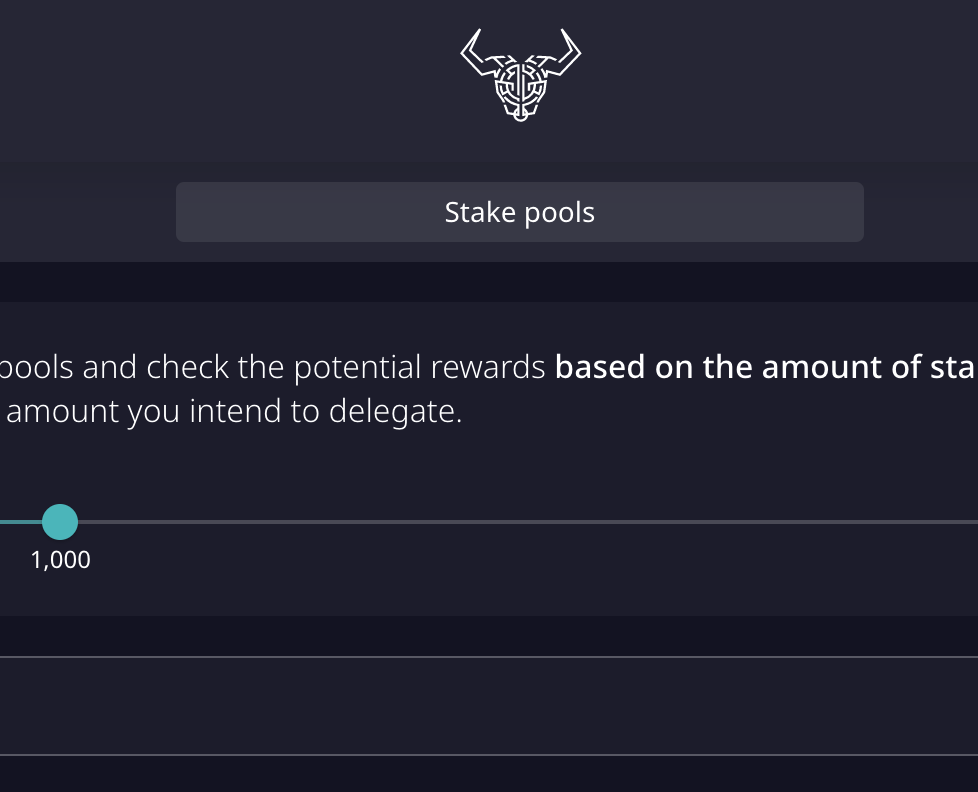 Stake pools
pools and check the potential rewards based on the amount of sta
amount you intend to delegate.
1,000